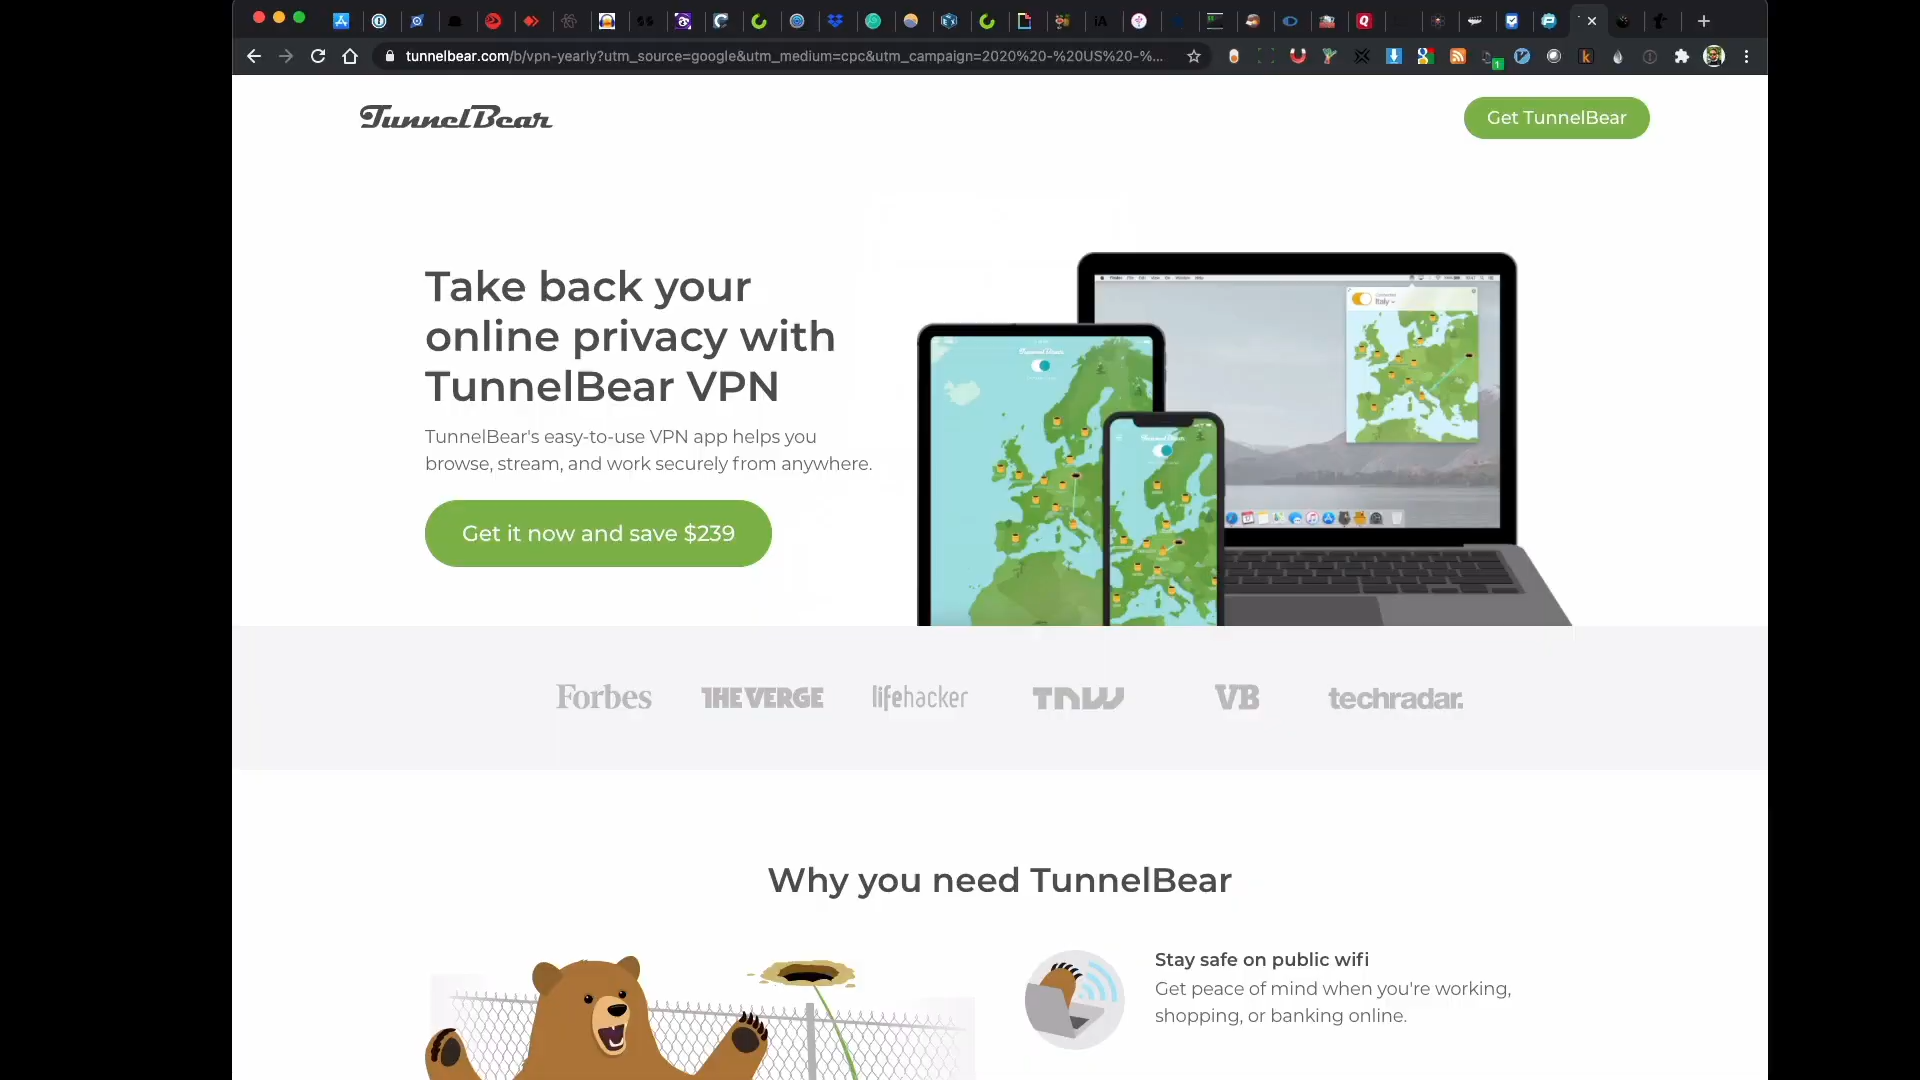 tunnelbear.com/b/vpn-yearly?utm_source=google&utm_medium=cpc&utm_campaign=2020%20-%20US%20-%...
TunnelBear
Get TunnelBear
Take back your
online privacy with
TunnelBear VPN
TunnelBear's easy-to-use VPN app helps you
browse, stream, and work securely from anywhere.
Get it now and save $239
Italy
Forbes
THE VERGE
lifehacker
TNW
VB
techradar.
Why you need TunnelBear
Stay safe on public wifi
Get peace of mind when you're working,
shopping, or banking online.